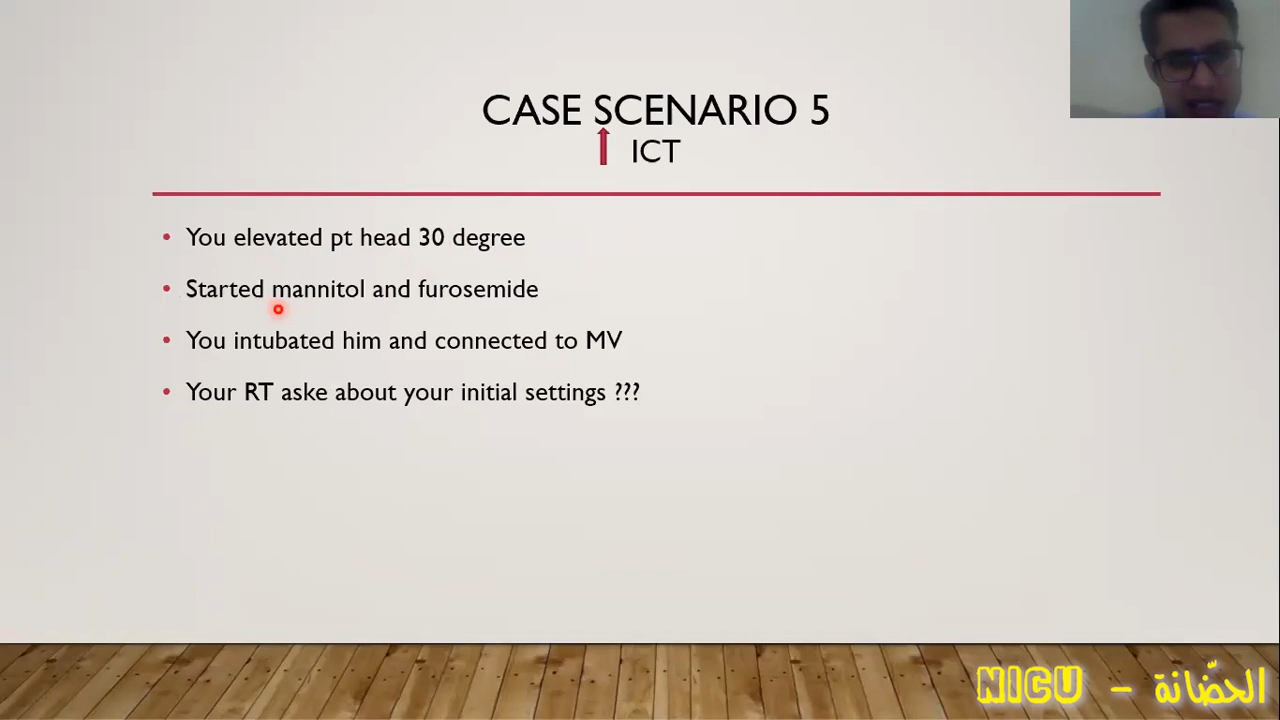 CASE SCENARIO 5
ICT
• You elevated pt head 30 degree
• Started mannitol and furosemide
• You intubated him and connected to MV
• Your RT aske about your initial settings ???
NICU - الحضّانة